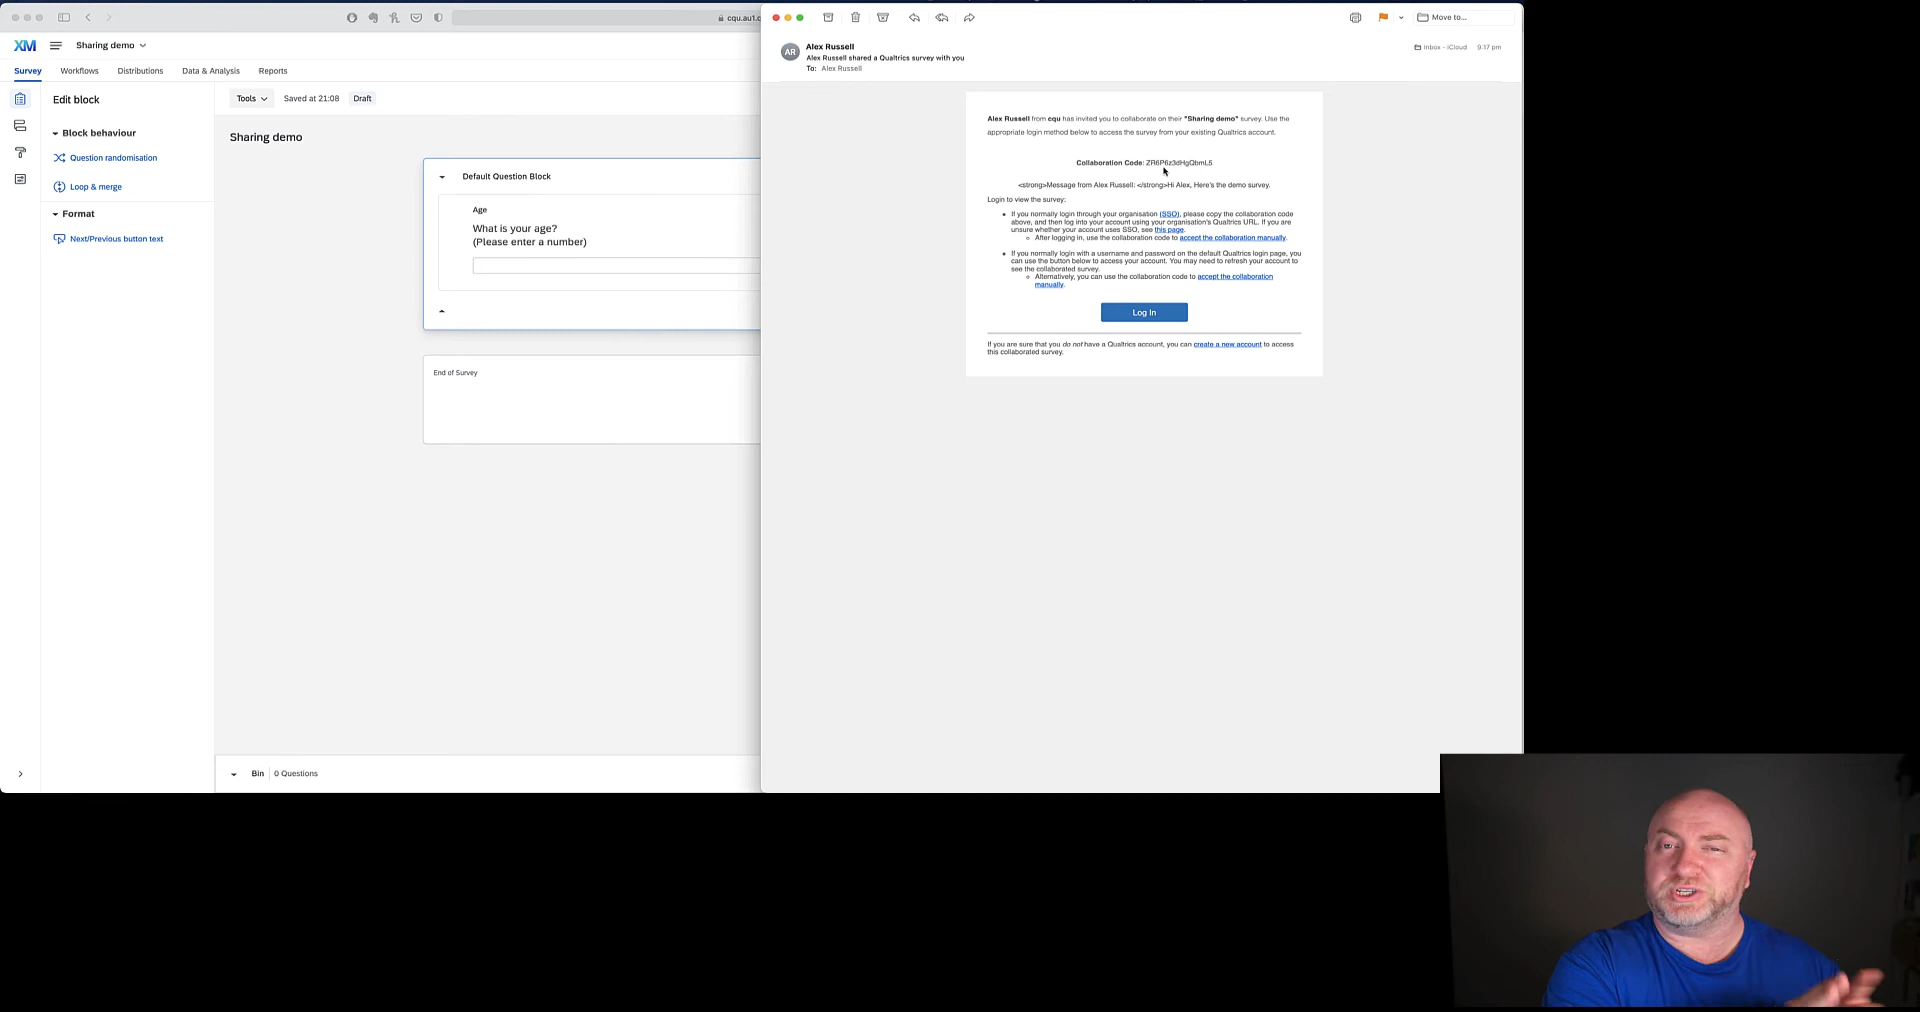 cqu.au1.c
XM
Sharing demo
Survey
Workflows
Distributions
Data & Analysis
Reports
Edit block
Block behaviour
Question randomisation
Loop & merge
Format
Next/Previous button text
Tools
Saved at 21:08
Draft
Sharing demo
Default Question Block
Age
What is your age?
(Please enter a number)
End of Survey
Bin
0 Questions
Move to...
AR
Alex Russell
Alex Russell shared a Qualtrics survey with you
To: Alex Russell
Inbox - iCloud
9:17 pm
Alex Russell from cqu has invited you to collaborate on their "Sharing demo" survey. Use the
appropriate login method below to access the survey from your existing Qualtrics account.
Collaboration Code: ZR6P6z3dHgQbmL5
<strong>Message from Alex Russell: </strong>Hi Alex, Here's the demo survey.
Login to view the survey:
If you normally login through your organisation (SSO), please copy the collaboration code
above, and then log into your account using your organisation's Qualtrics URL. If you are
unsure whether your account uses SSO, see this page.
After logging in, use the collaboration code to accept the collaboration manually.
If you normally login with a username and password on the default Qualtrics login page, you
can use the button below to access your account. You may need to refresh your account to
see the collaborated survey.
Alternatively, you can use the collaboration code to accept the collaboration
manually.
Log In
If you are sure that you do not have a Qualtrics account, you can create a new account to access
this collaborated survey.